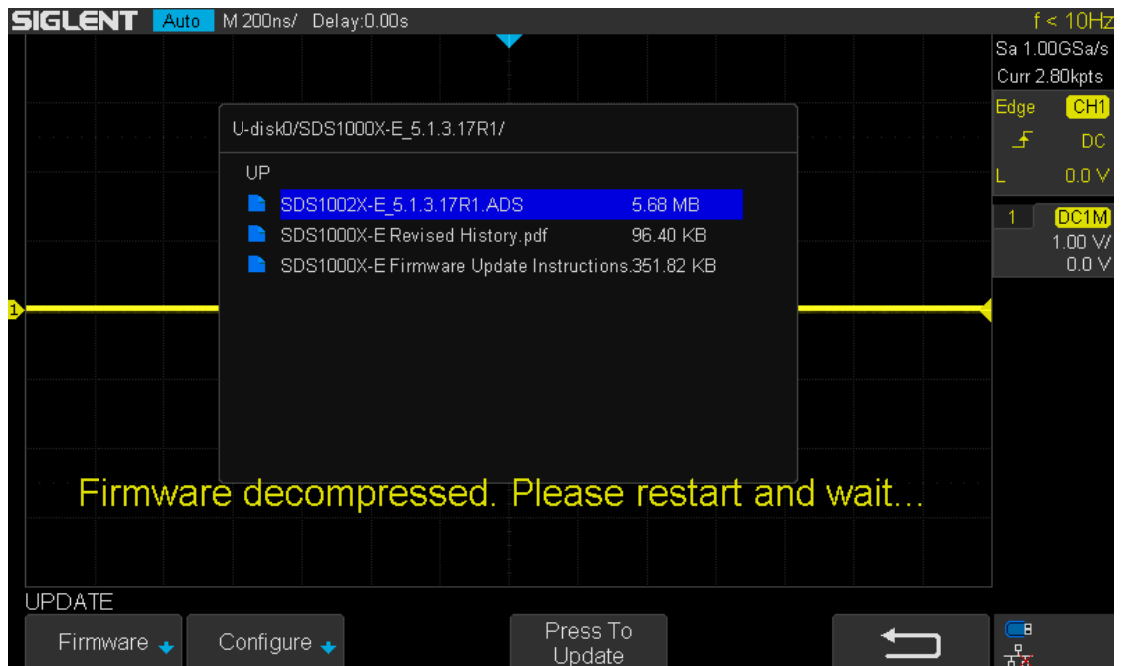 SIGLENT Auto M 200ns/ Delay:0.00s f < 10Hz
Sa 1.00GSa/s
Curr 2.80kpts
Edge CH1
DC
L 0.0 V
1 DC1M
1.00 V/
0.0 V
U-disk0/SDS1000X-E_5.1.3.17R1/
UP
SDS1002X-E_5.1.3.17R1.ADS 5.68 MB
SDS1000X-E Revised History.pdf 96.40 KB
SDS1000X-E Firmware Update Instructions.351.82 KB
1
Firmware decompressed. Please restart and wait...
UPDATE
Firmware Configure Press To
Update